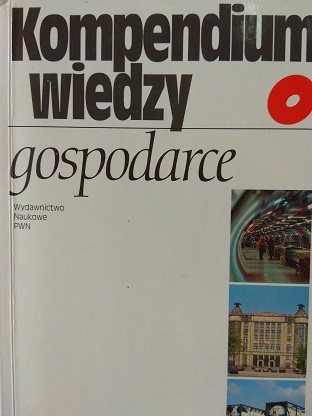 Kompendium
wiedzy o
gospodarce
Wydawnictwo
Naukowe
PWN